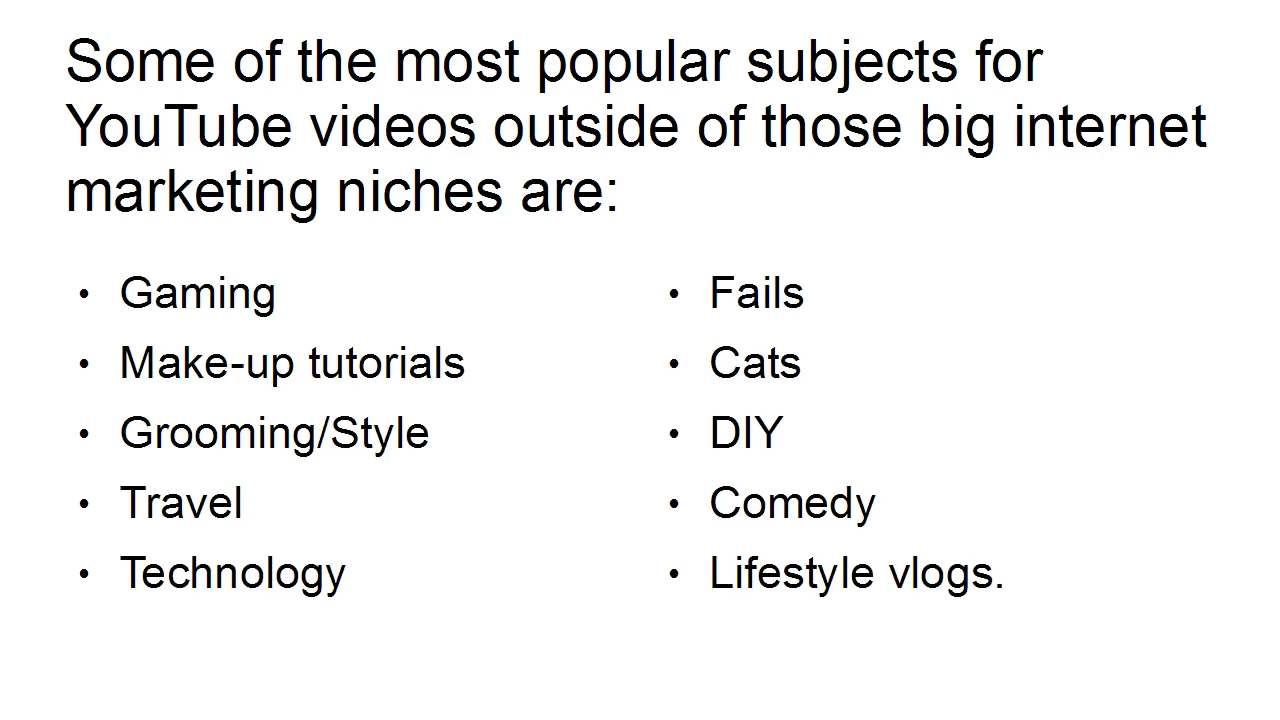 Some of the most popular subjects for
YouTube videos outside of those big internet
marketing niches are:
• Gaming
• Make-up tutorials
• Grooming/Style
• Travel
• Technology
• Fails
• Cats
• DIY
• Comedy
• Lifestyle vlogs.